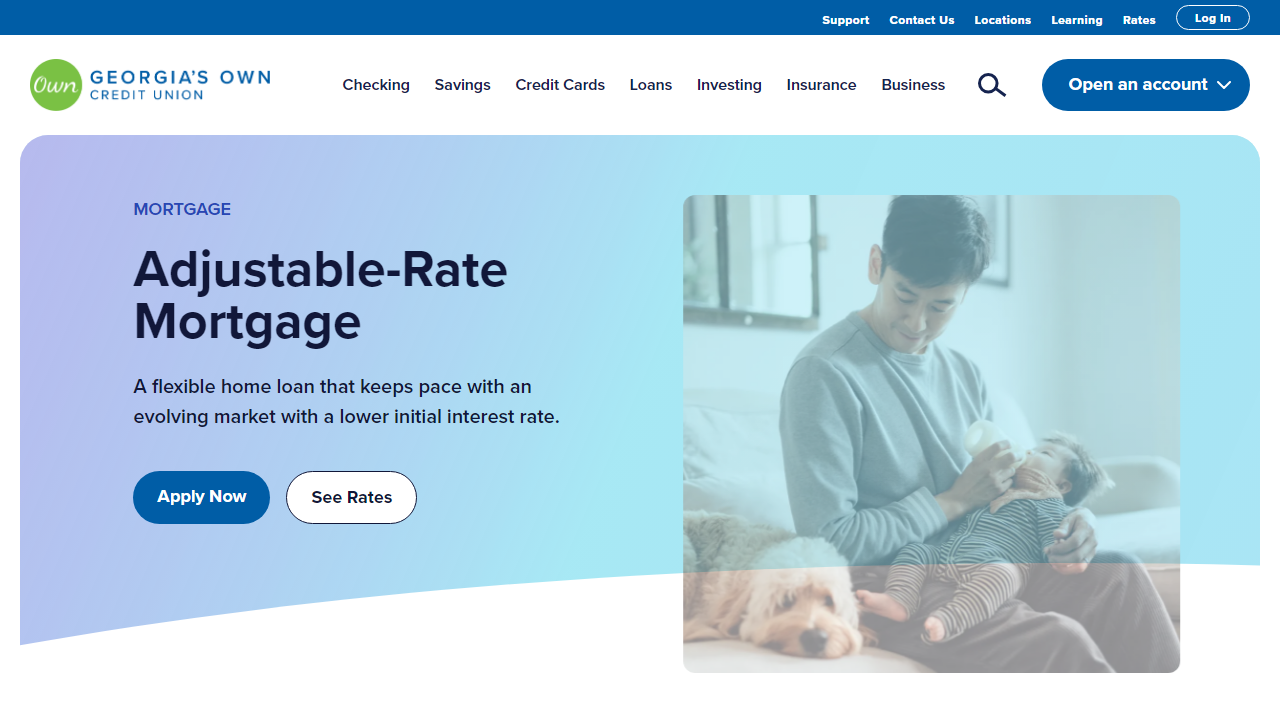 Support Contact Us Locations Learning Rates Log In
Own GEORGIA'S OWN
CREDIT UNION
Checking Savings Credit Cards Loans Investing Insurance Business Open an account
MORTGAGE
Adjustable-Rate
Mortgage
A flexible home loan that keeps pace with an
evolving market with a lower initial interest rate.
Apply Now See Rates